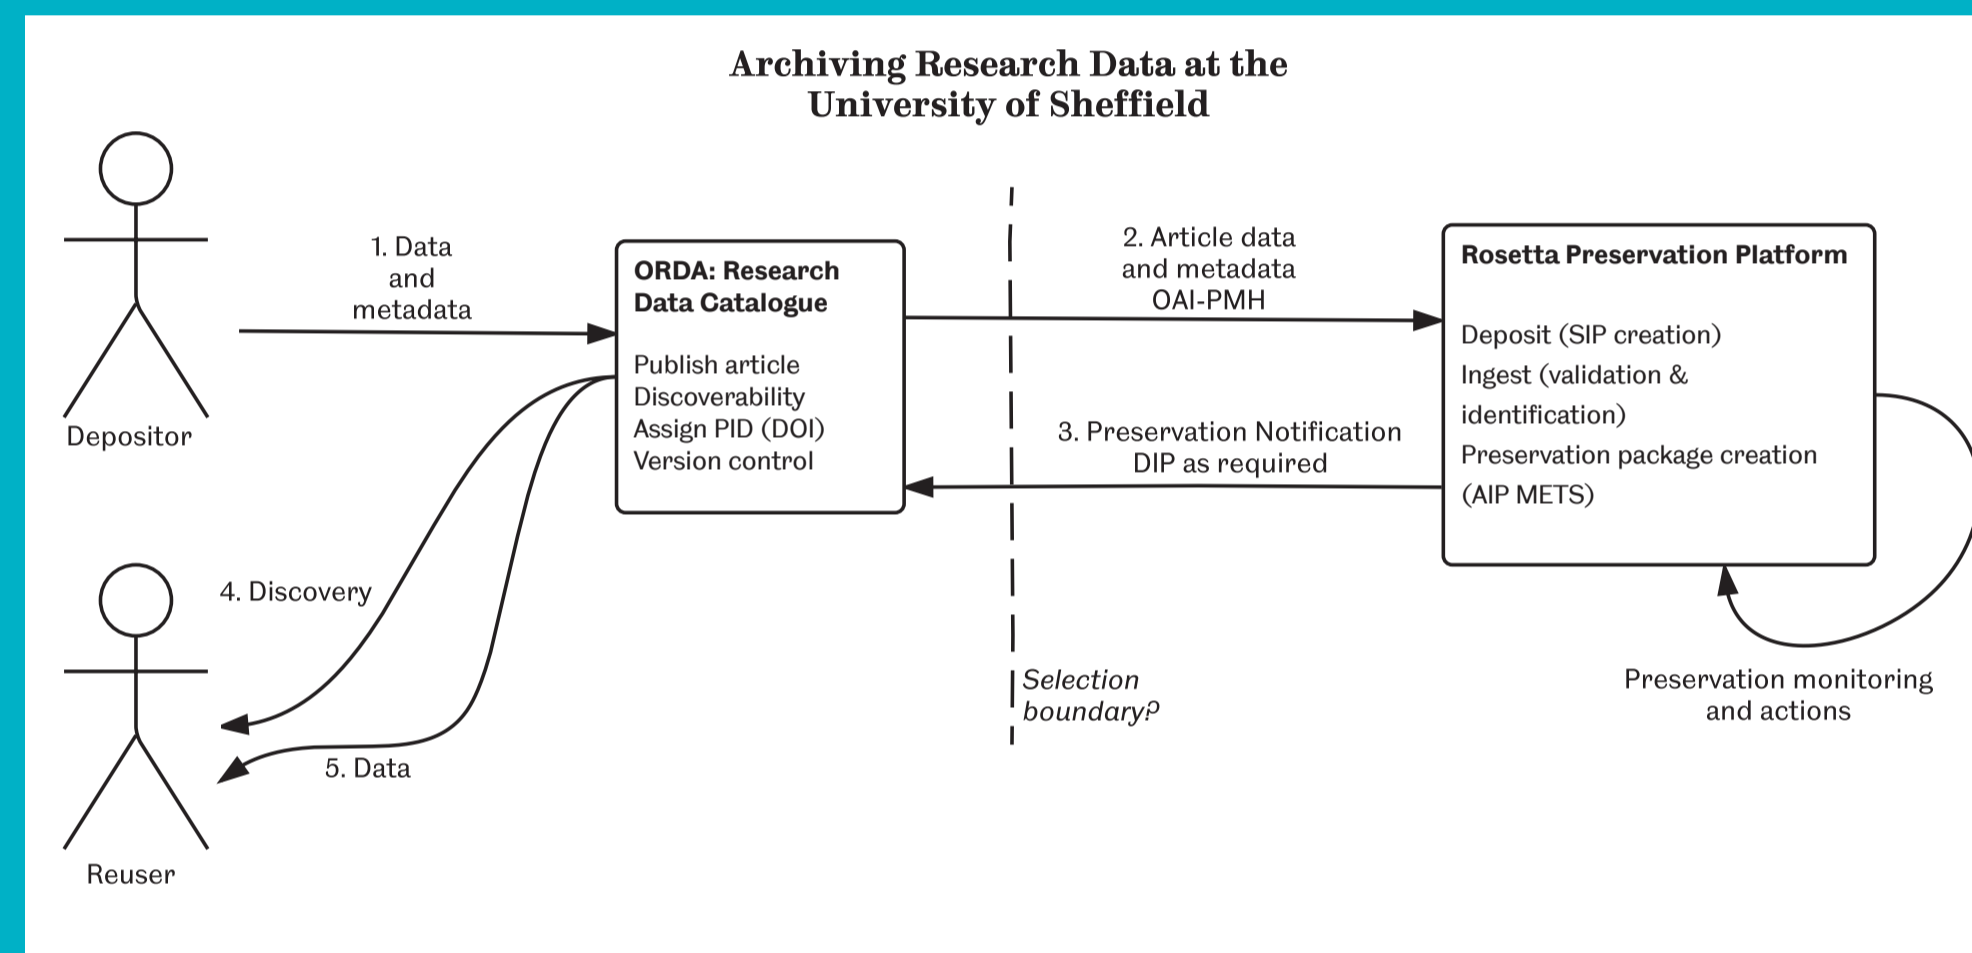 Archiving Research Data at the
University of Sheffield
1. Data
and
metadata
Depositor
ORDA: Research
Data Catalogue
Publish article
Discoverability
Assign PID (DOI)
Version control
2. Article data
and metadata
OAI-PMH
3. Preservation Notification
DIP as required
Rosetta Preservation Platform
Deposit (SIP creation)
Ingest (validation &
identification)
Preservation package creation
(AIP METS)
4. Discovery
5. Data
Reuser
Selection
boundary?
Preservation monitoring
and actions